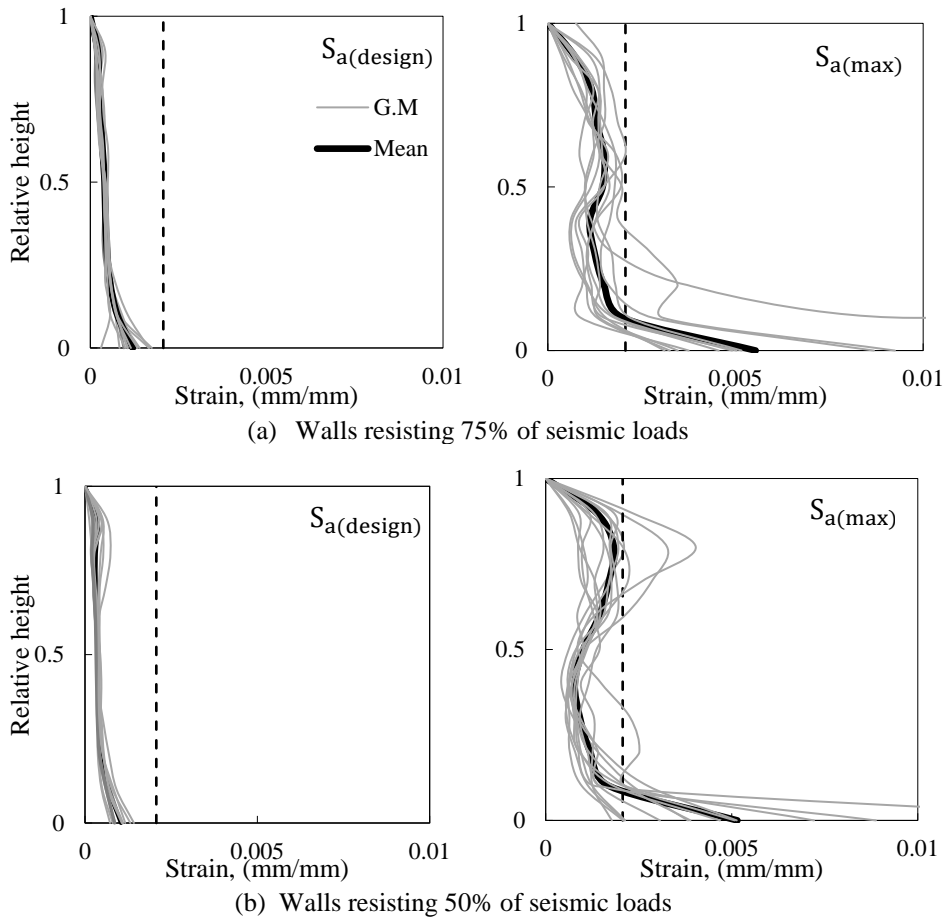 1
S_a(design)
G.M
Mean
0.5
Relative height
0
0 0.005 0.01
Strain, (mm/mm)
1
S_a(max)
0.5
0
0 0.005 0.01
Strain, (mm/mm)
(a) Walls resisting 75% of seismic loads
1
S_a(design)
0.5
Relative height
0
0 0.005 0.01
Strain, (mm/mm)
1
S_a(max)
0.5
0
0 0.005 0.01
Strain, (mm/mm)
(b) Walls resisting 50% of seismic loads